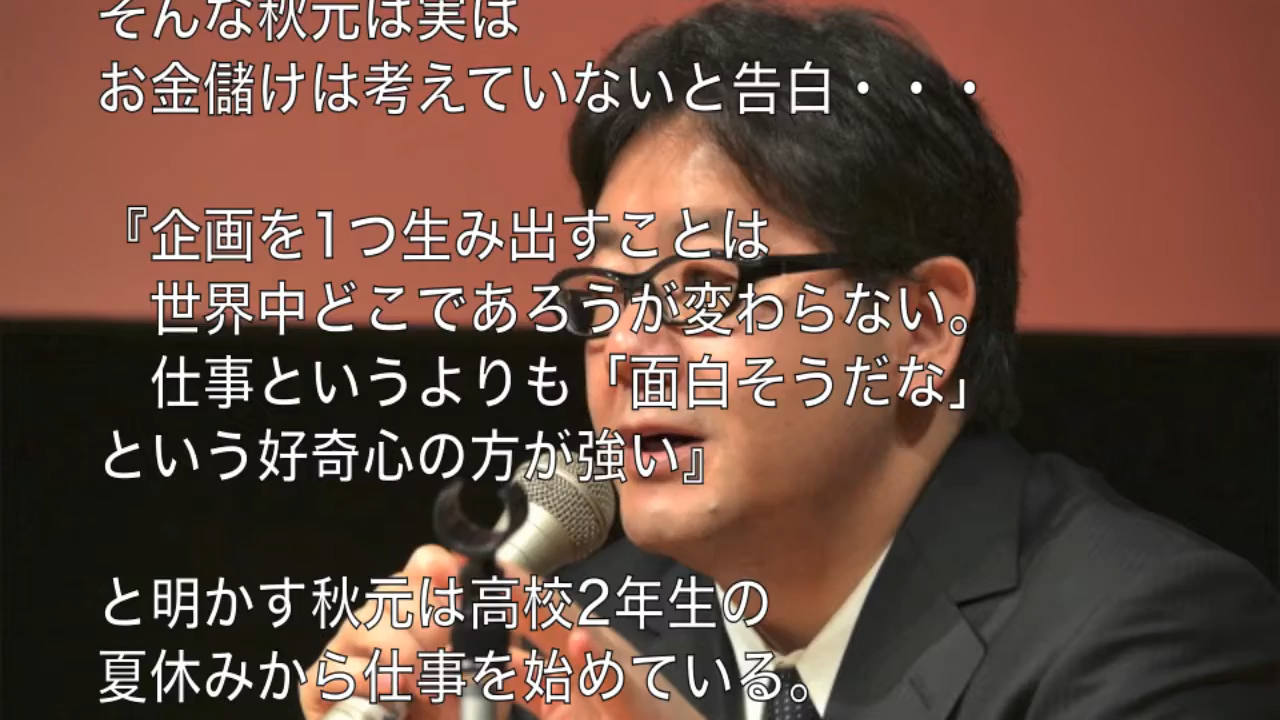 そんな秋元は実は
お金儲けは考えていないと告白・・・
『企画を1つ生み出すことは
世界中どこであろうが変わらない。
仕事というよりも「面白そうだな」
という好奇心の方が強い』
と明かす秋元は高校2年生の
夏休みから仕事を始めている。